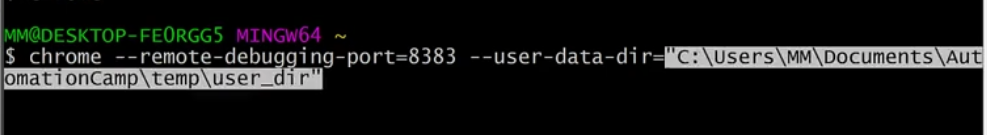 MM@DESKTOP-FE0RGG5 MINGW64 ~
$ chrome --remote-debugging-port=8383 --user-data-dir="C:\Users\MM\Documents\Aut
omationCamp\temp\user_dir"